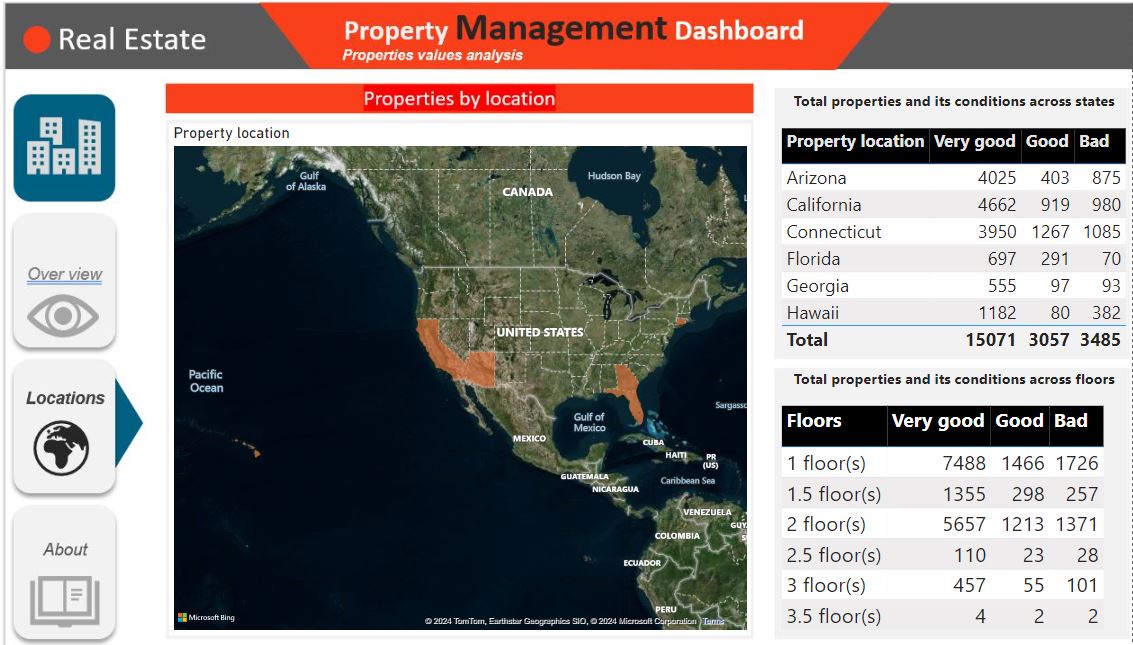 Real Estate
Property Management Dashboard
Properties values analysis
Over view
Locations
About
Properties by location
Property location
Gulf
of Alaska
Hudson Bay
CANADA
UNITED STATES
Pacific
Ocean
Gulf of
Mexico
Sargasso
MEXICO
CUBA
HAITI
PR
(US)
GUATEMALA
Caribbean Sea
NICARAGUA
VENEZUELA
GUY
COLOMBIA
ECUADOR
PERU
Microsoft Bing
© 2024 TomTom, Earthstar Geographics SIO, © 2024 Microsoft Corporation Terms
Total properties and its conditions across states
Property location Very good Good Bad
Arizona 4025 403 875
California 4662 919 980
Connecticut 3950 1267 1085
Florida 697 291 70
Georgia 555 97 93
Hawaii 1182 80 382
Total 15071 3057 3485
Total properties and its conditions across floors
Floors Very good Good Bad
1 floor(s) 7488 1466 1726
1.5 floor(s) 1355 298 257
2 floor(s) 5657 1213 1371
2.5 floor(s) 110 23 28
3 floor(s) 457 55 101
3.5 floor(s) 4 2 2